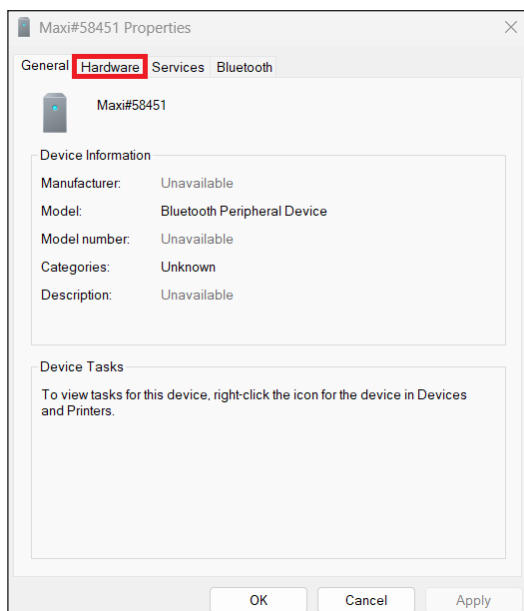 Maxi#58451 Properties
General Hardware Services Bluetooth
Maxi#58451
Device Information
Manufacturer: Unavailable
Model: Bluetooth Peripheral Device
Model number: Unavailable
Categories: Unknown
Description: Unavailable
Device Tasks
To view tasks for this device, right-click the icon for the device in Devices
and Printers.
OK Cancel Apply